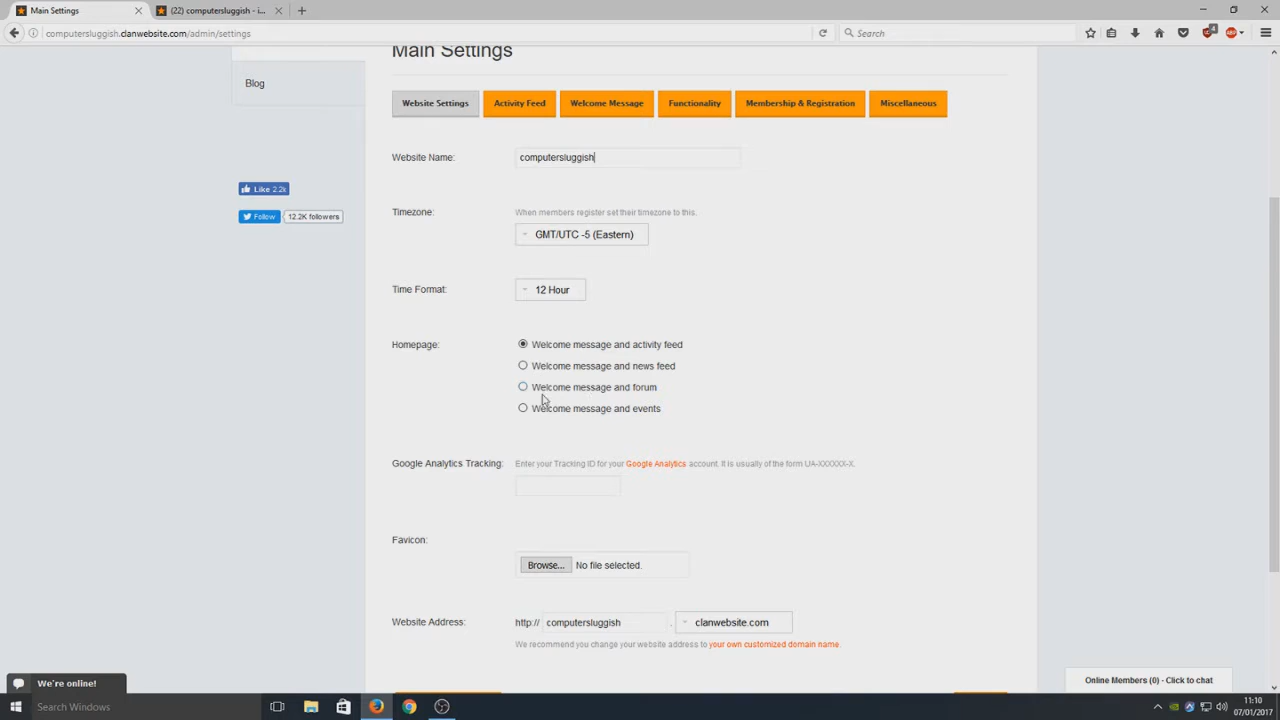 Main Settings
(22) computersluggish - i...
computersluggish.clanwebsite.com/admin/settings
Search
4
ABP
Main Settings
Blog
Website Settings
Activity Feed
Welcome Message
Functionality
Membership & Registration
Miscellaneous
Website Name:
computersluggish
Like 2.2k
Follow
12.2K followers
Timezone:
When members register set their timezone to this.
GMT/UTC -5 (Eastern)
Time Format:
12 Hour
Homepage:
Welcome message and activity feed
Welcome message and news feed
Welcome message and forum
Welcome message and events
Google Analytics Tracking:
Enter your Tracking ID for your Google Analytics account. It is usually of the form UA-XXXXXX-X.
Favicon:
Browse... No file selected.
Website Address:
http:// computersluggish . clanwebsite.com
We recommend you change your website address to your own customized domain name.
We're online!
Online Members (0) - Click to chat
Search Windows
11:10
07/01/2017